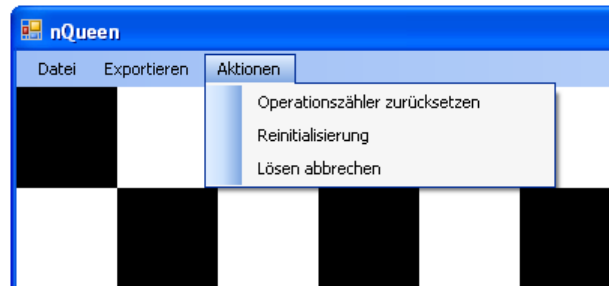 nQueen
Datei Exportieren Aktionen
Operationszähler zurücksetzen
Reinitialisierung
Lösen abbrechen